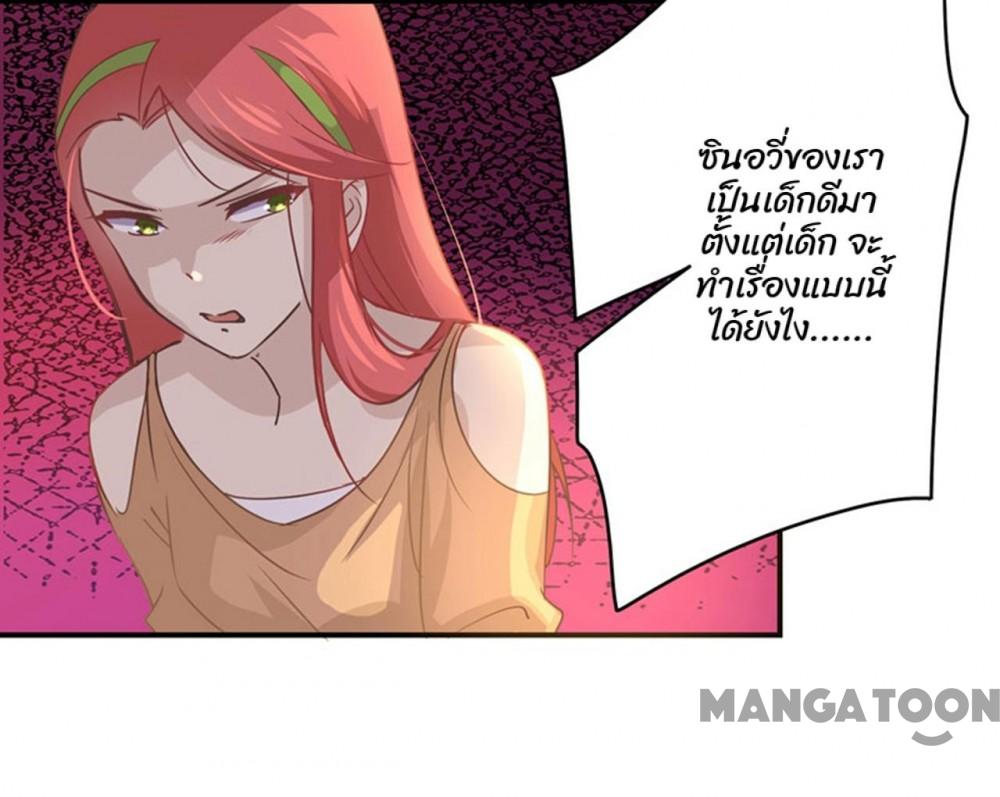 ซินอวี่ของเรา
เป็นเด็กดีมา
ตั้งแต่เด็ก จะ
ทำเรื่องแบบนี้
ได้ยังไง......
MANGATOON